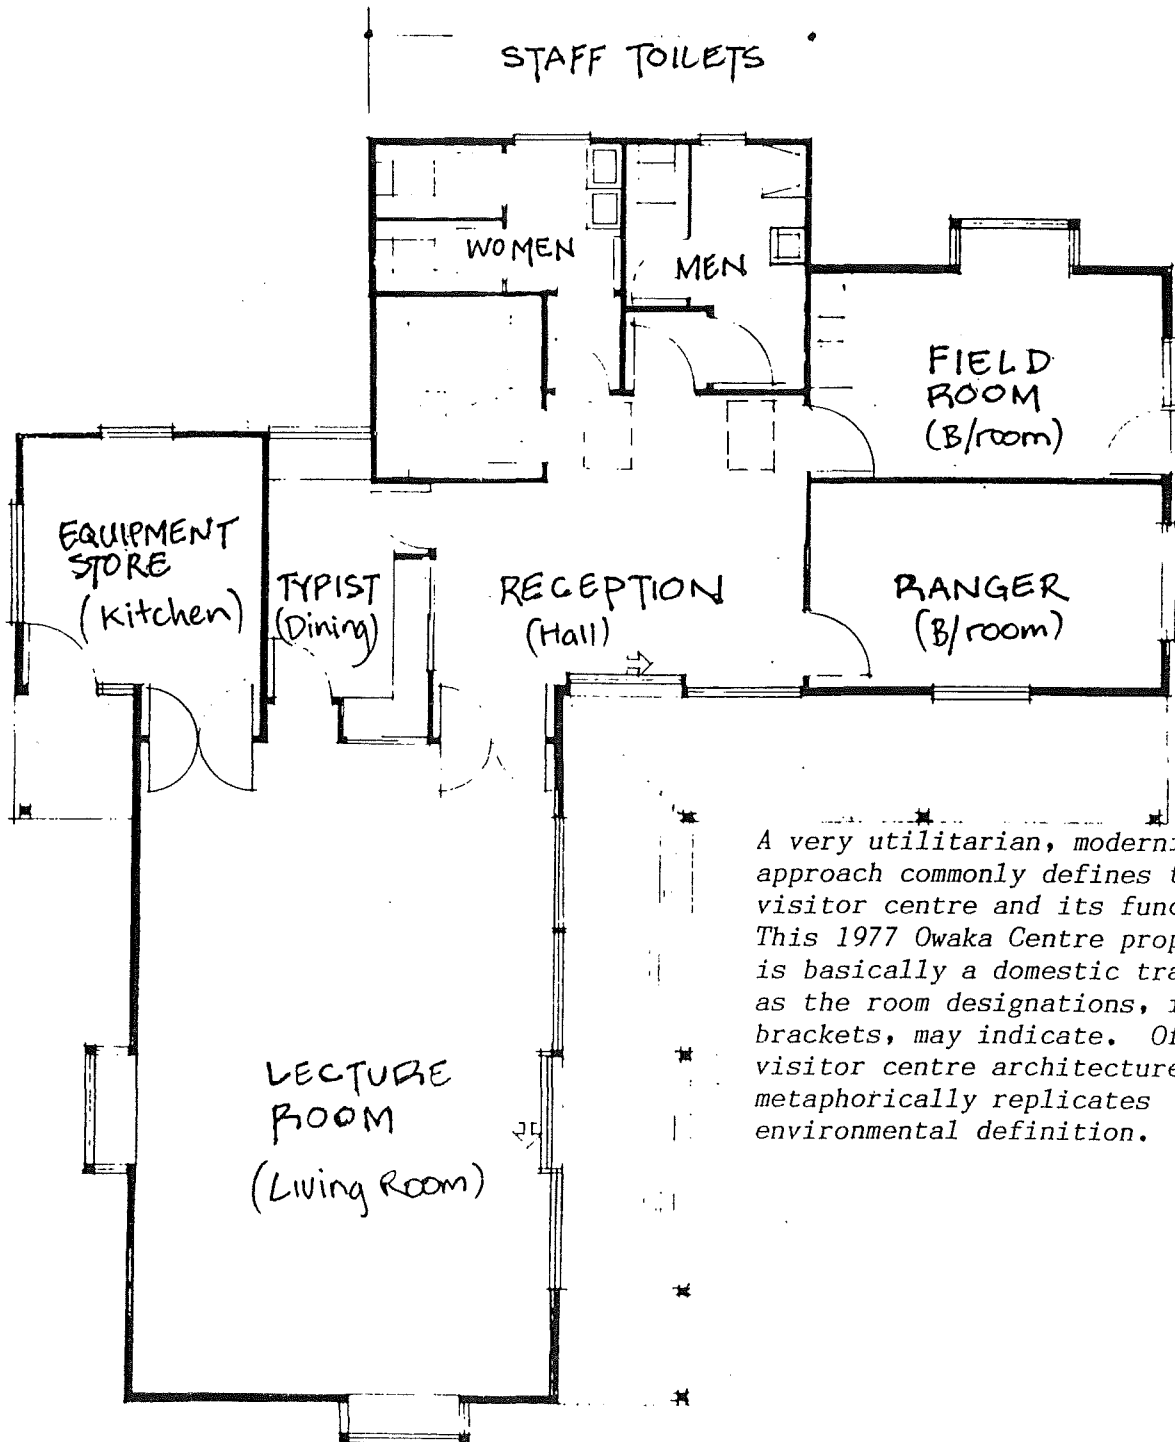 STAFF TOILETS
WOMEN
MEN
FIELD
ROOM
(B/room)
EQUIPMENT
STORE
(Kitchen)
TYPIST
(Dining)
RECEPTION
(Hall)
RANGER
(B/room)
A very utilitarian, moderni
approach commonly defines t
visitor centre and its func
This 1977 Owaka Centre prop
is basically a domestic tra
as the room designations, i
brackets, may indicate. Of
visitor centre architecture
metaphorically replicates
environmental definition.
LECTURE
ROOM
(Living Room)